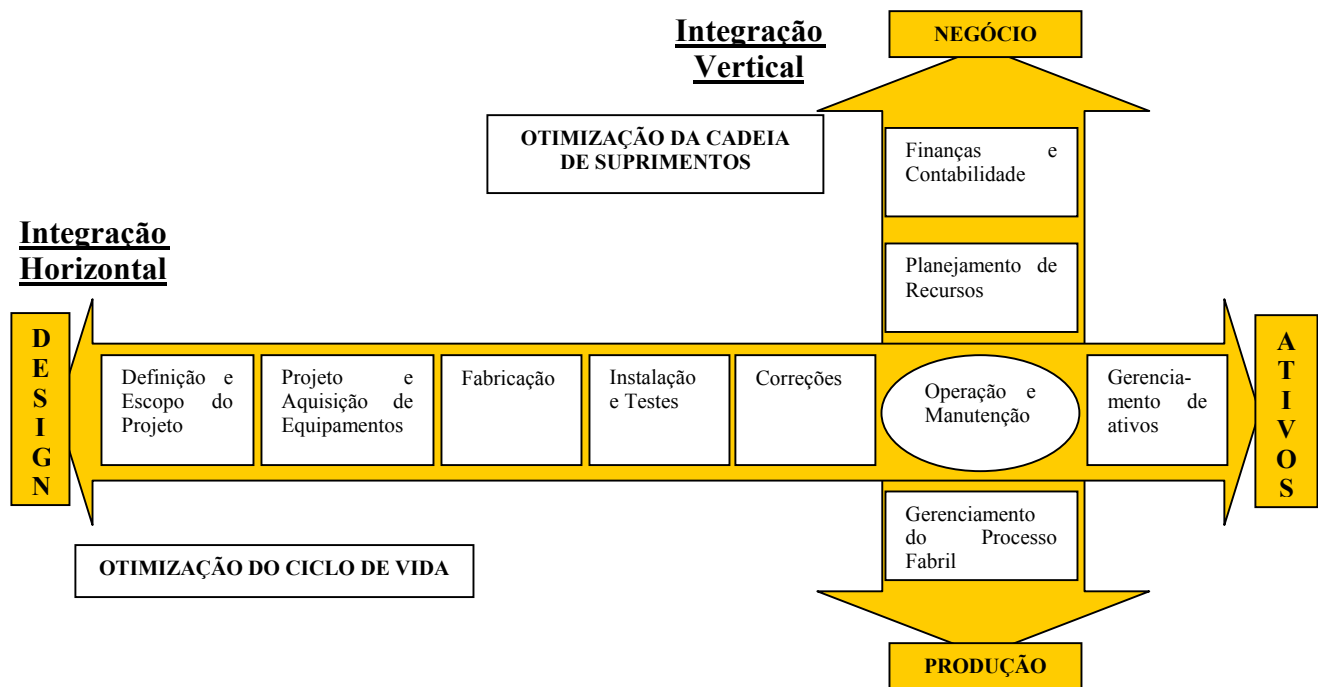 Integração
Vertical
NEGÓCIO
OTIMIZAÇÃO DA CADEIA
DE SUPRIMENTOS
Finanças e
Contabilidade
Planejamento de
Recursos
Integração
Horizontal
DESIGN
Definição e
Escopo do
Projeto
Projeto e
Aquisição de
Equipamentos
Fabricação
Instalação
e Testes
Correções
Operação e
Manutenção
Gerencia-
mento de
ativos
ATIVOS
Gerenciamento
do Processo
Fabril
OTIMIZAÇÃO DO CICLO DE VIDA
PRODUÇÃO